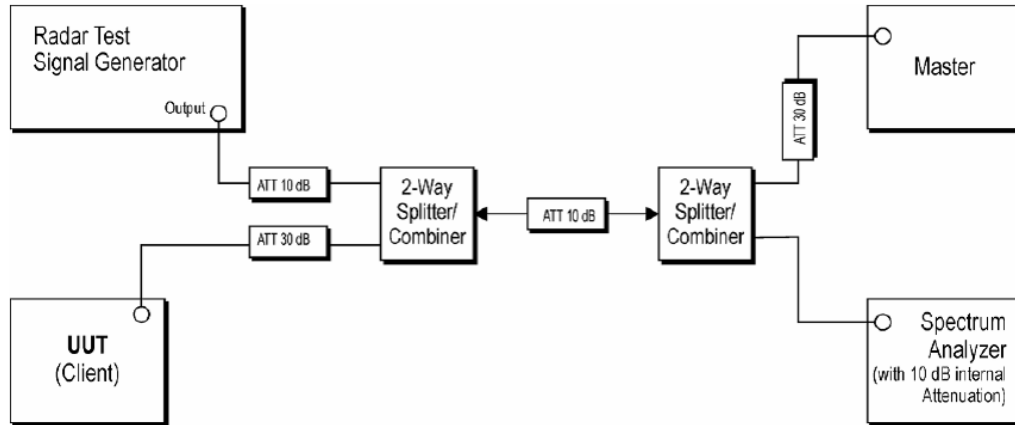 Radar Test
Signal Generator
Output
Master
ATT 30 dB
ATT 10 dB
2-Way
Splitter/
Combiner
ATT 10 dB
2-Way
Splitter/
Combiner
ATT 30 dB
UUT
(Client)
Spectrum
Analyzer
(with 10 dB internal
Attenuation)